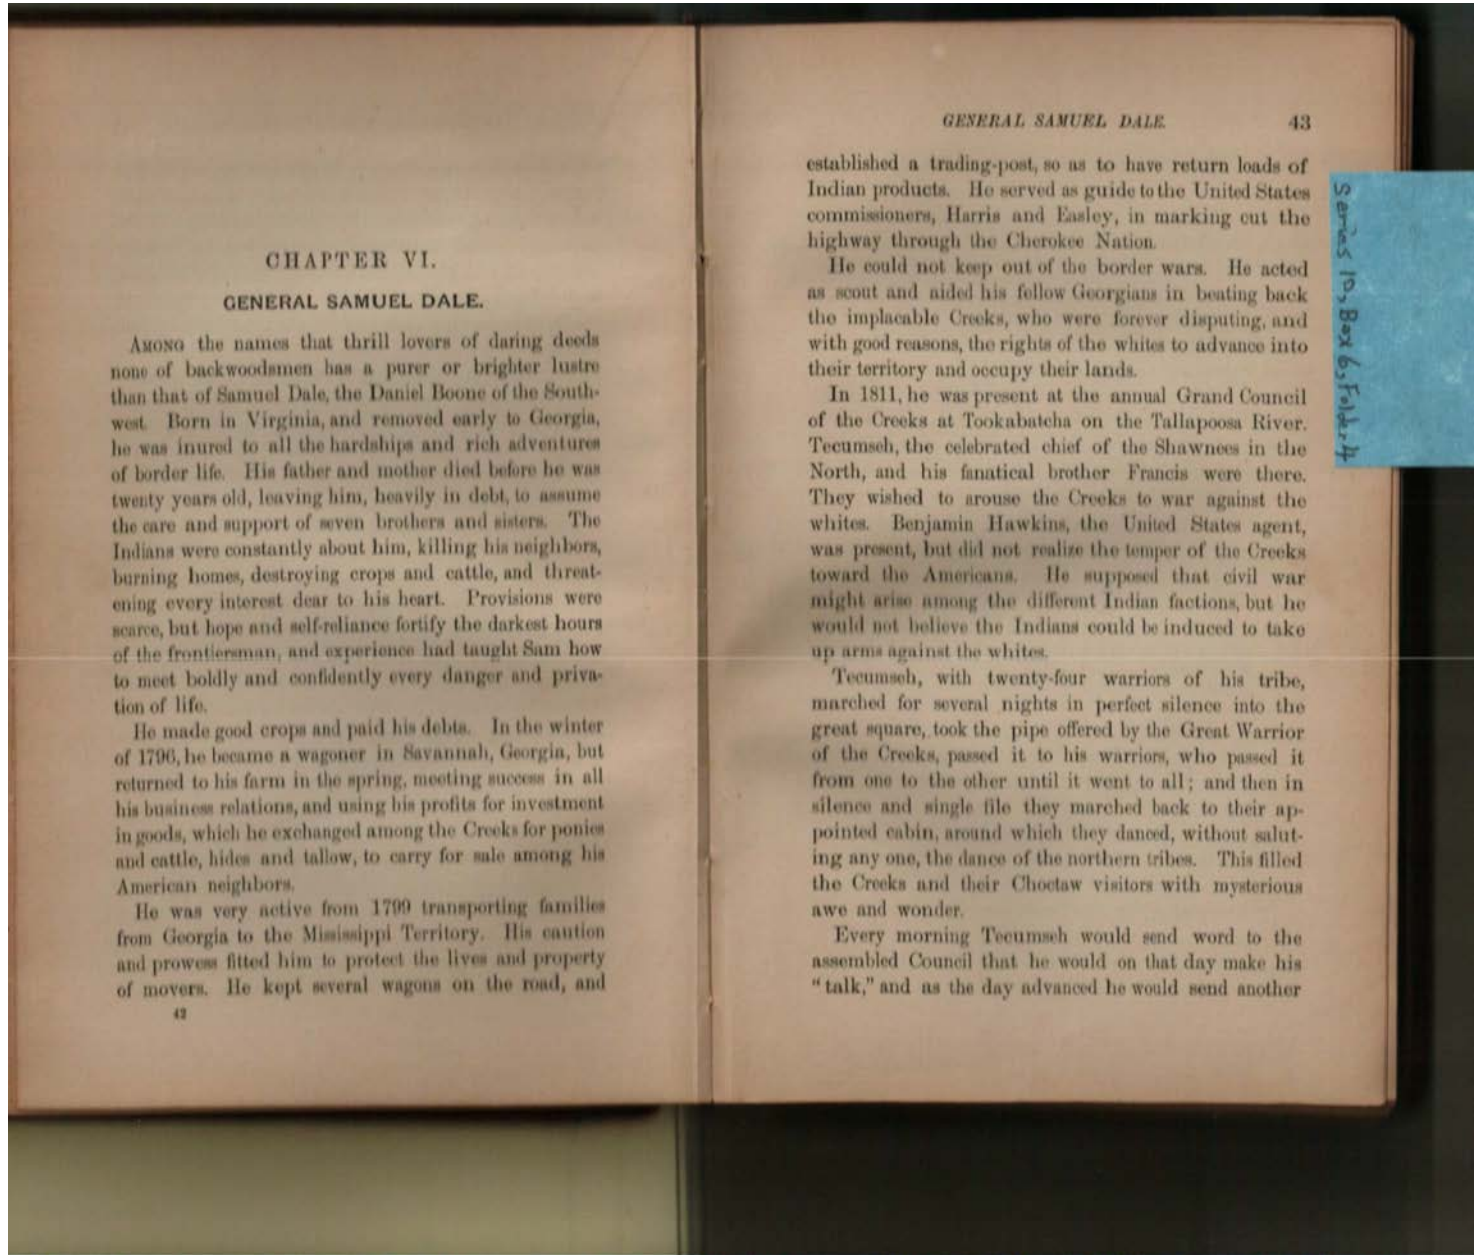 CHAPTER VI.
GENERAL SAMUEL DALE.
AMONG the names that thrill lovers of daring deeds
none of backwoodsmen has a purer or brighter lustre
than that of Samuel Dale, the Daniel Boone of the South-
west. Born in Virginia, and removed early to Georgia,
he was inured to all the hardships and rich adventures
of border life. His father and mother died before he was
twenty years old, leaving him, heavily in debt, to assume
the care and support of seven brothers and sisters. The
Indians were constantly about him, killing his neighbors,
burning homes, destroying crops and cattle, and threat-
ening every interest dear to his heart. Provisions were
scarce, but hope and self-reliance fortify the darkest hours
of the frontiersman, and experience had taught Sam how
to meet boldly and confidently every danger and priva-
tion of life.
He made good crops and paid his debts. In the winter
of 1796, he became a wagoner in Savannah, Georgia, but
returned to his farm in the spring, meeting success in all
his business relations, and using his profits for investment
in goods, which he exchanged among the Creeks for ponies
and cattle, hides and tallow, to carry for sale among his
American neighbors.
He was very active from 1799 transporting families
from Georgia to the Mississippi Territory. His caution
and prowess fitted him to protect the lives and property
of movers. He kept several wagons on the road, and
42
GENERAL SAMUEL DALE. 43
established a trading-post, so as to have return loads of
Indian products. He served as guide to the United States
commissioners, Harris and Easley, in marking out the
highway through the Cherokee Nation.
He could not keep out of the border wars. He acted
as scout and aided his fellow Georgians in beating back
the implacable Creeks, who were forever disputing, and
with good reasons, the rights of the whites to advance into
their territory and occupy their lands.
In 1811, he was present at the annual Grand Council
of the Creeks at Tookabatcha on the Tallapoosa River.
Tecumseh, the celebrated chief of the Shawnees in the
North, and his fanatical brother Francis were there.
They wished to arouse the Creeks to war against the
whites. Benjamin Hawkins, the United States agent,
was present, but did not realize the temper of the Creeks
toward the Americans. He supposed that civil war
might arise among the different Indian factions, but he
would not believe the Indians could be induced to take
up arms against the whites.
Tecumseh, with twenty-four warriors of his tribe,
marched for several nights in perfect silence into the
great square, took the pipe offered by the Great Warrior
of the Creeks, passed it to his warriors, who passed it
from one to the other until it went to all; and then in
silence and single file they marched back to their ap-
pointed cabin, around which they danced, without salut-
ing any one, the dance of the northern tribes. This filled
the Creeks and their Choctaw visitors with mysterious
awe and wonder.
Every morning Tecumseh would send word to the
assembled Council that he would on that day make his
"talk," and as the day advanced he would send another
Series 10, Box 6, Folder 4